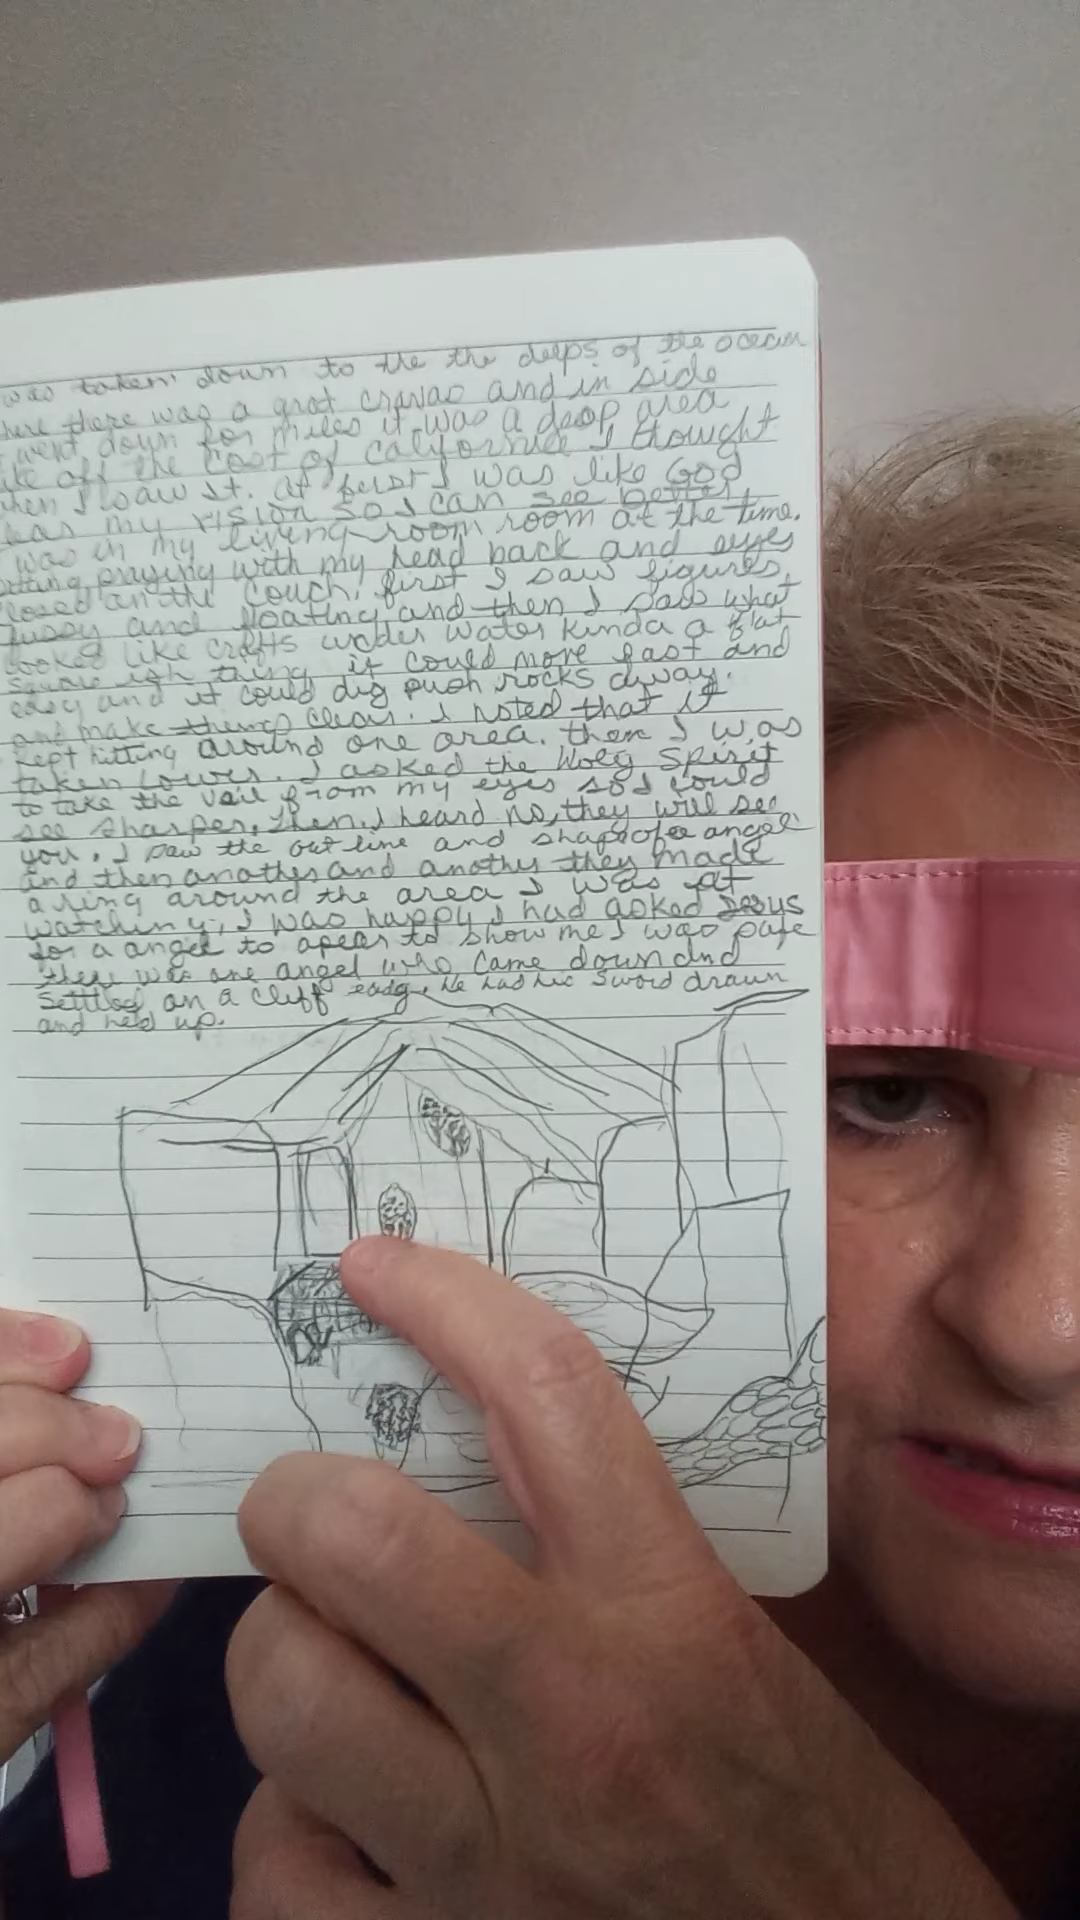 was taken down to the the deeps of the ocean
there was a grat cravas and in side
went down for miles it was a deep area
off the cost of california I thought
when I saw it. at first I was like God
my vision so I can see better,
was in my living room room at the time.
praying with my head back and eyes
closed on the couch, first I saw figures,
fussy and floating and then I saw what
looked like crafts under water kinda a flat
square ish thing, it could move fast and
easy and it could dig push rocks away.
and make things clear. I noted that it
kept hitting around one area. then I was
taken lower. I asked the Holy Spirit
to take the vail from my eyes so I could
see sharper, then I heard no, they will see
you. I saw the out line and shape of a angel
and then another and anothy they made
a ring around the area I was at
watching, I was happy I had asked Jesus
for a angel to apear to show me I was safe
there was one angel who came down and
settled on a cliff eadg, he had his sword drawn
and held up.